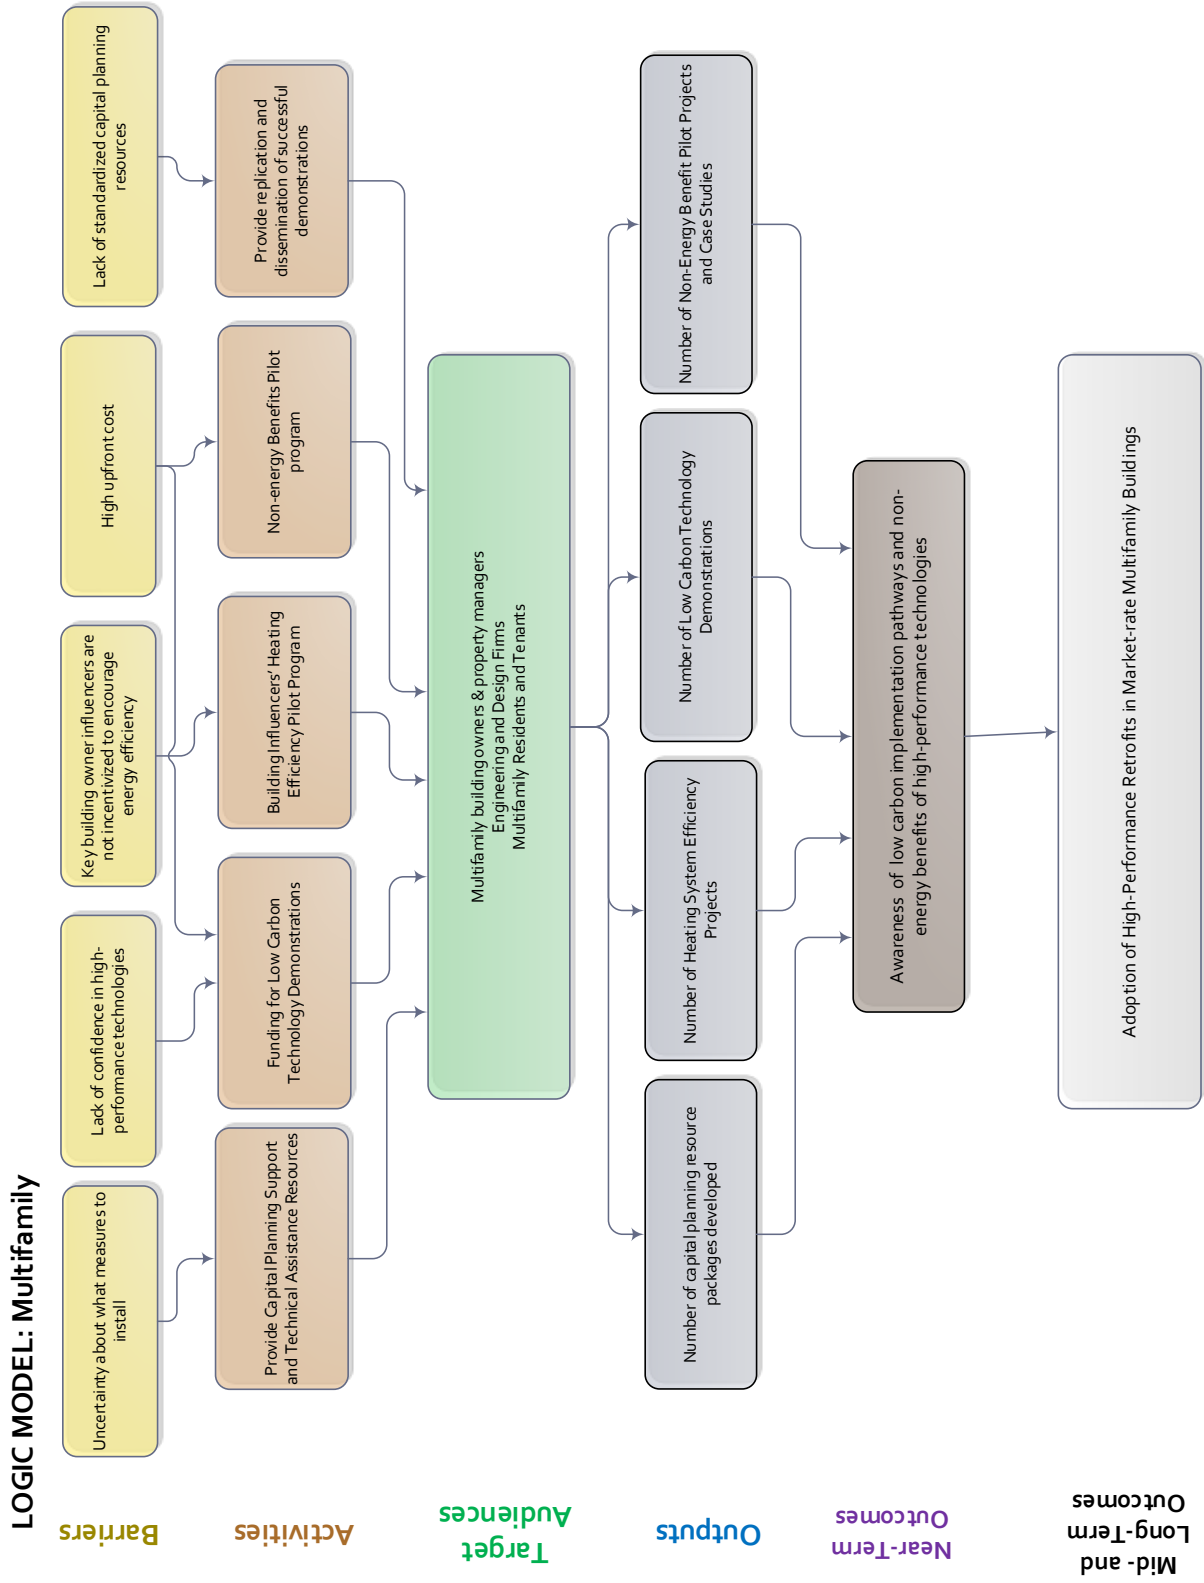 LOGIC MODEL: Multifamily
Barriers
Uncertainty about what measures to
install
Lack of confidence in high-
performance technologies
Key building owner influencers are
not incentivized to encourage
energy efficiency
High upfront cost
Lack of standardized capital planning
resources
Activities
Provide Capital Planning Support
and Technical Assistance Resources
Funding for Low Carbon
Technology Demonstrations
Building Influencers' Heating
Efficiency Pilot Program
Non-energy Benefits Pilot
program
Provide replication and
dissemination of successful
demonstrations
Target
Audiences
Multifamily building owners & property managers
Engineering and Design Firms
Multifamily Residents and Tenants
Outputs
Number of capital planning resource
packages developed
Number of Heating System Efficiency
Projects
Number of Low Carbon Technology
Demonstrations
Number of Non-Energy Benefit Pilot Projects
and Case Studies
Near-Term
Outcomes
Awareness of low carbon implementation pathways and non-
energy benefits of high-performance technologies
Mid- and
Long-Term
Outcomes
Adoption of High-Performance Retrofits in Market-rate Multifamily Buildings